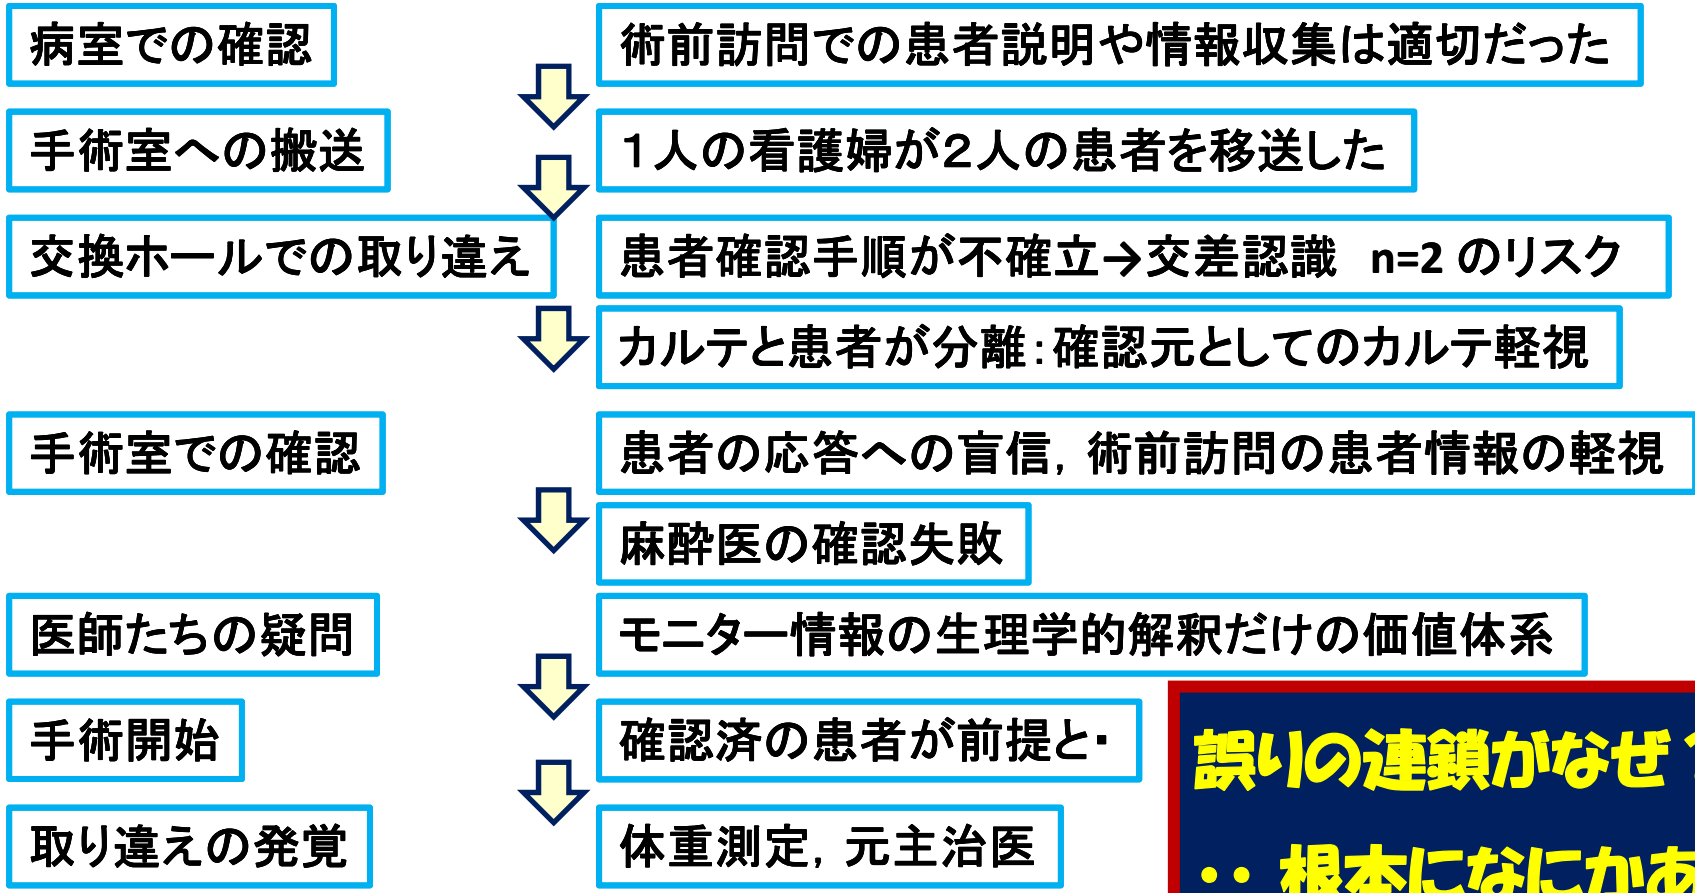 病室での確認
術前訪問での患者説明や情報収集は適切だった
手術室への搬送
１人の看護婦が２人の患者を移送した
交換ホールでの取り違え
患者確認手順が不確立→交差認識 n=2 のリスク
カルテと患者が分離：確認元としてのカルテ軽視
手術室での確認
患者の応答への盲信，術前訪問の患者情報の軽視
麻酔医の確認失敗
医師たちの疑問
モニター情報の生理学的解釈だけの価値体系
手術開始
確認済の患者が前提と・
取り違えの発覚
体重測定，元主治医
誤りの連鎖がなぜ？
・・ 根本になにかあ